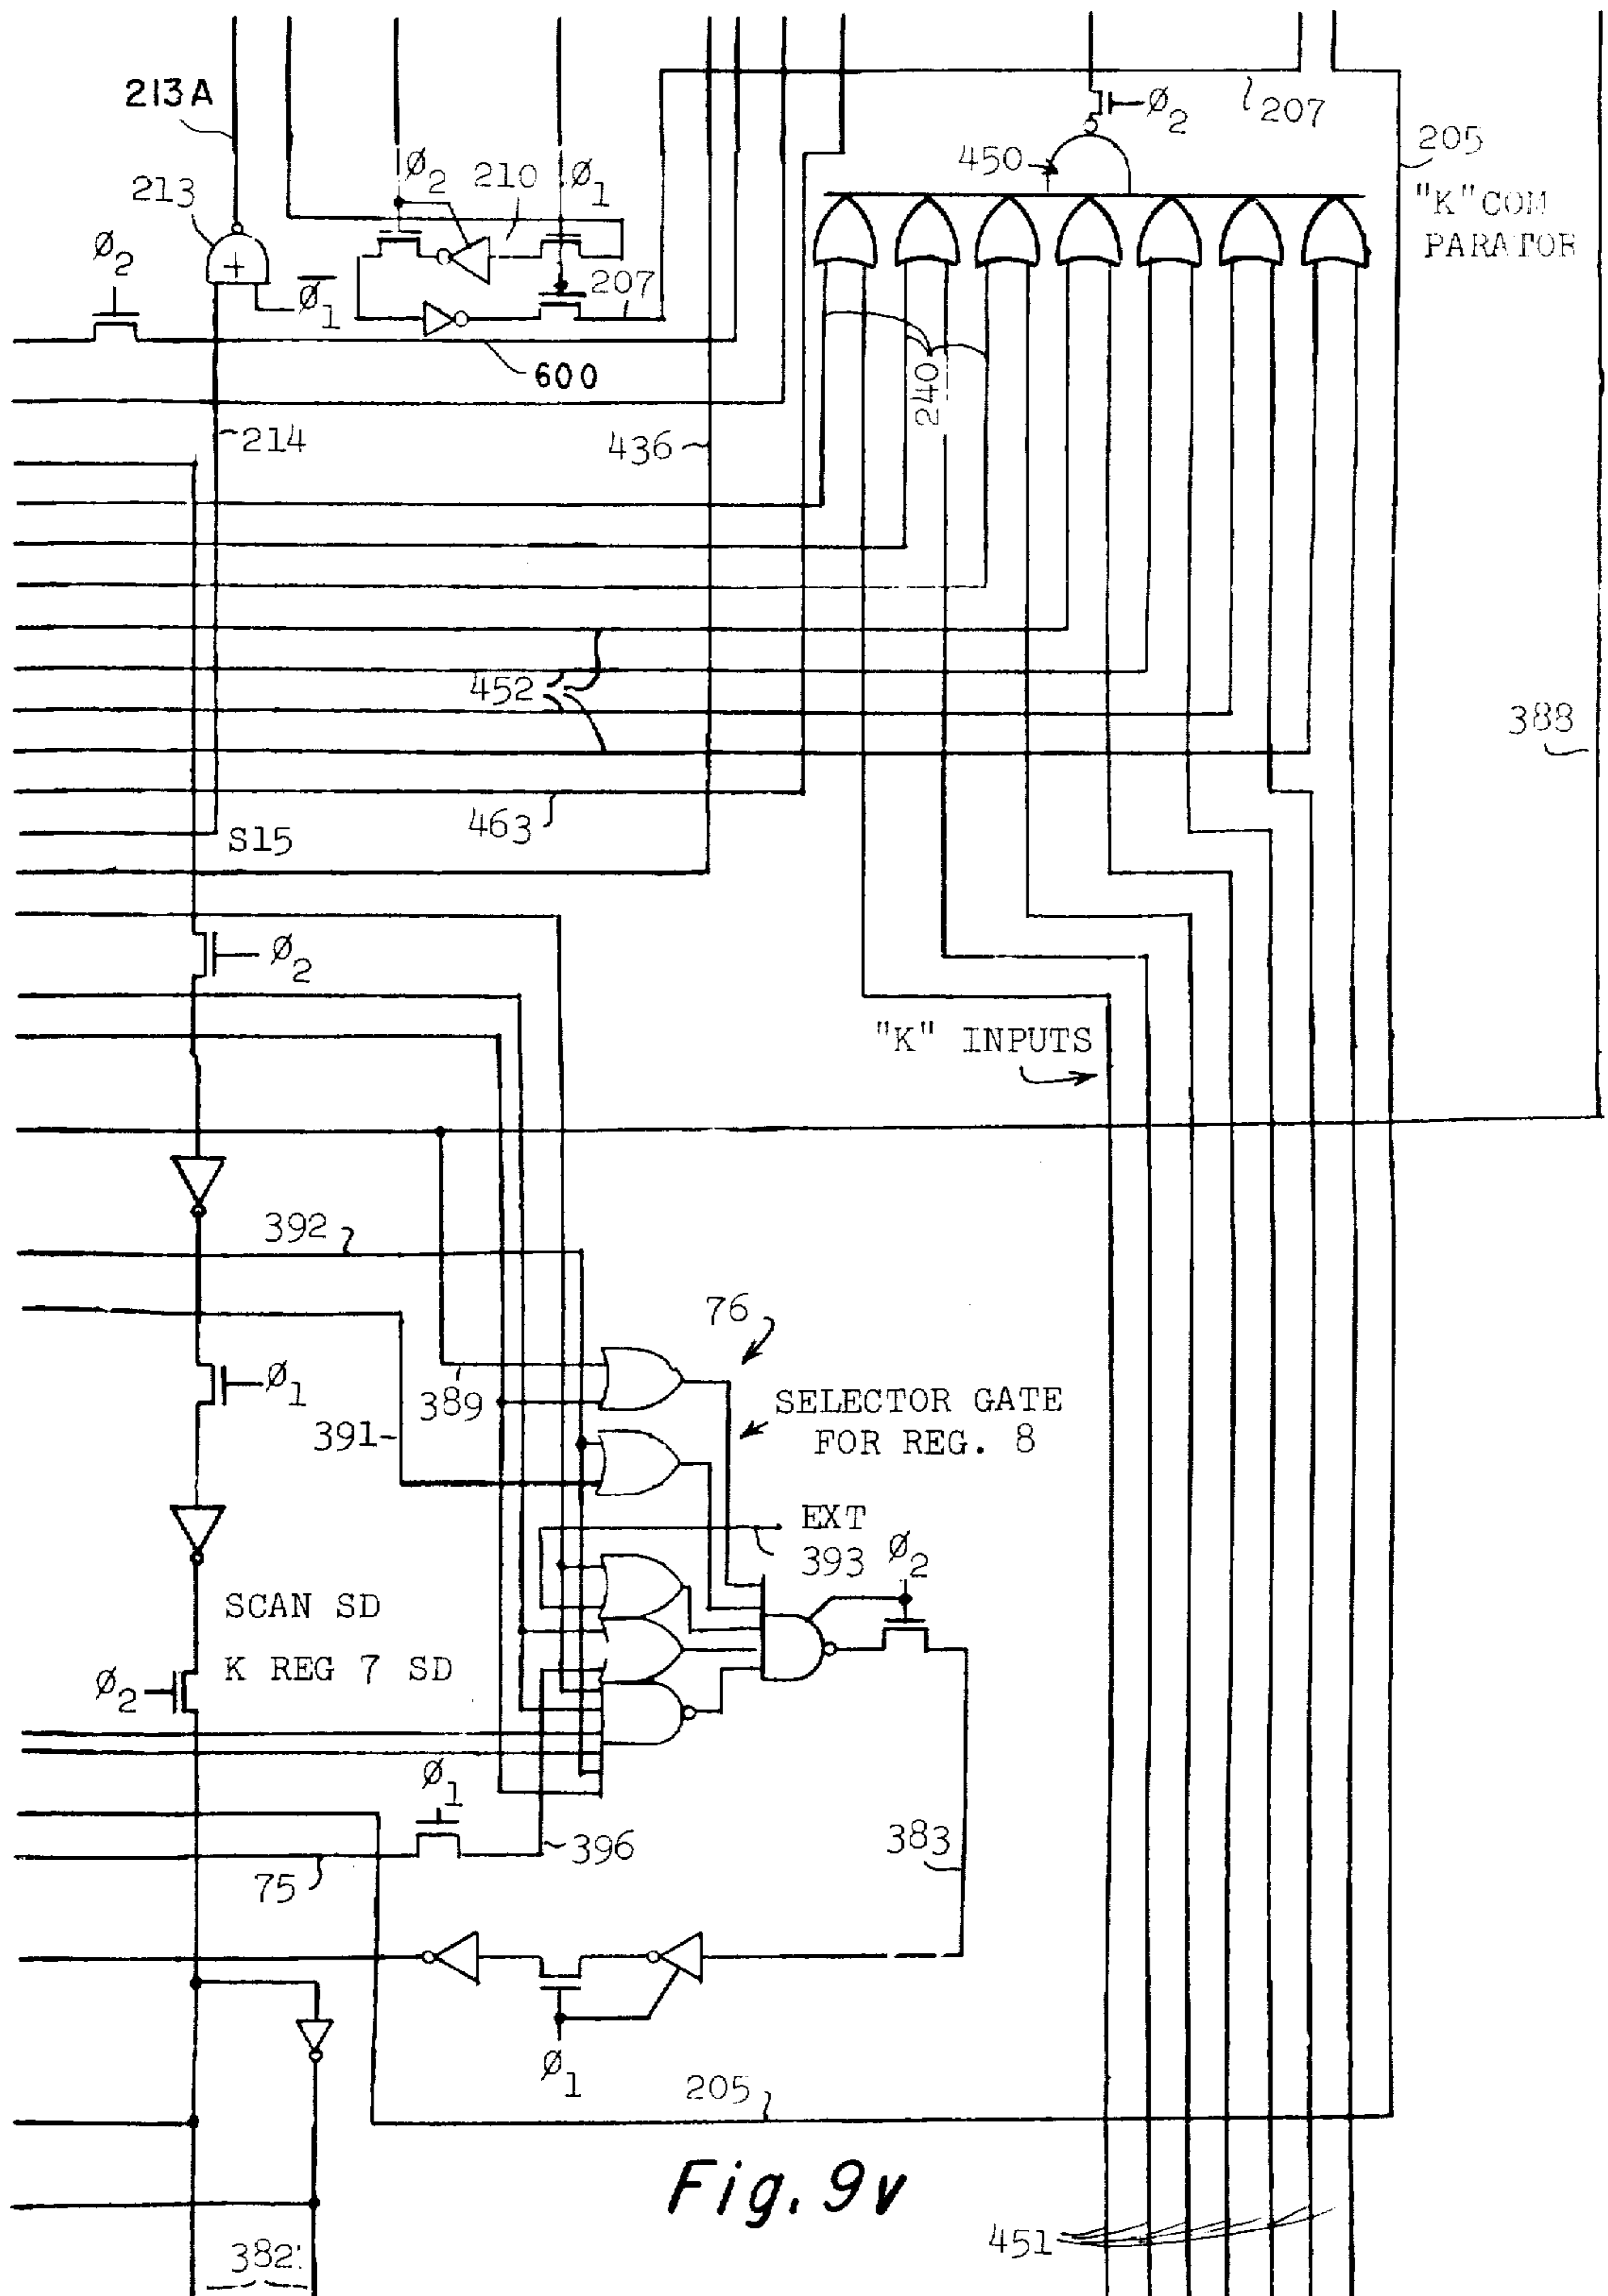 213A
Ø2
207
205
Ø2
210
Ø1
450
213
"K" COM
PARATOR
Ø2
207
Ø1
600
240
214
436
452
388
463
S15
Ø2
"K" INPUTS
392
76
Ø1
389
SELECTOR GATE
391
FOR REG. 8
EXT
393
Ø2
SCAN SD
K REG 7 SD
Ø2
Ø1
396
383
75
Ø1
205
Fig. 9v
451
382